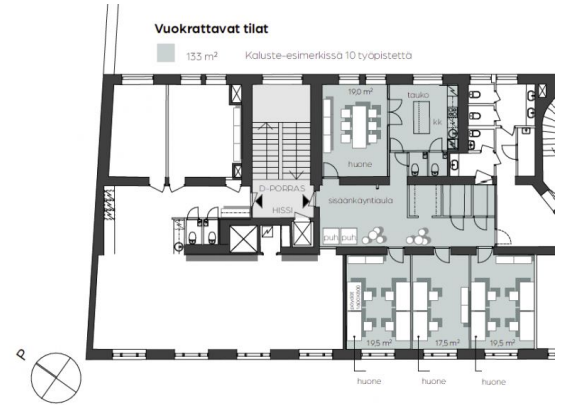 Vuokrattavat tilat
133 m²
Kaluste-esimerkissä 10 työpistettä
19,0 m²
tauko
kk
huone
D-PORRAS
HISSI
sisäänkäyntiaula
puh
puh
19,5 m²
17,5 m²
19,5 m²
huone
huone
huone
P